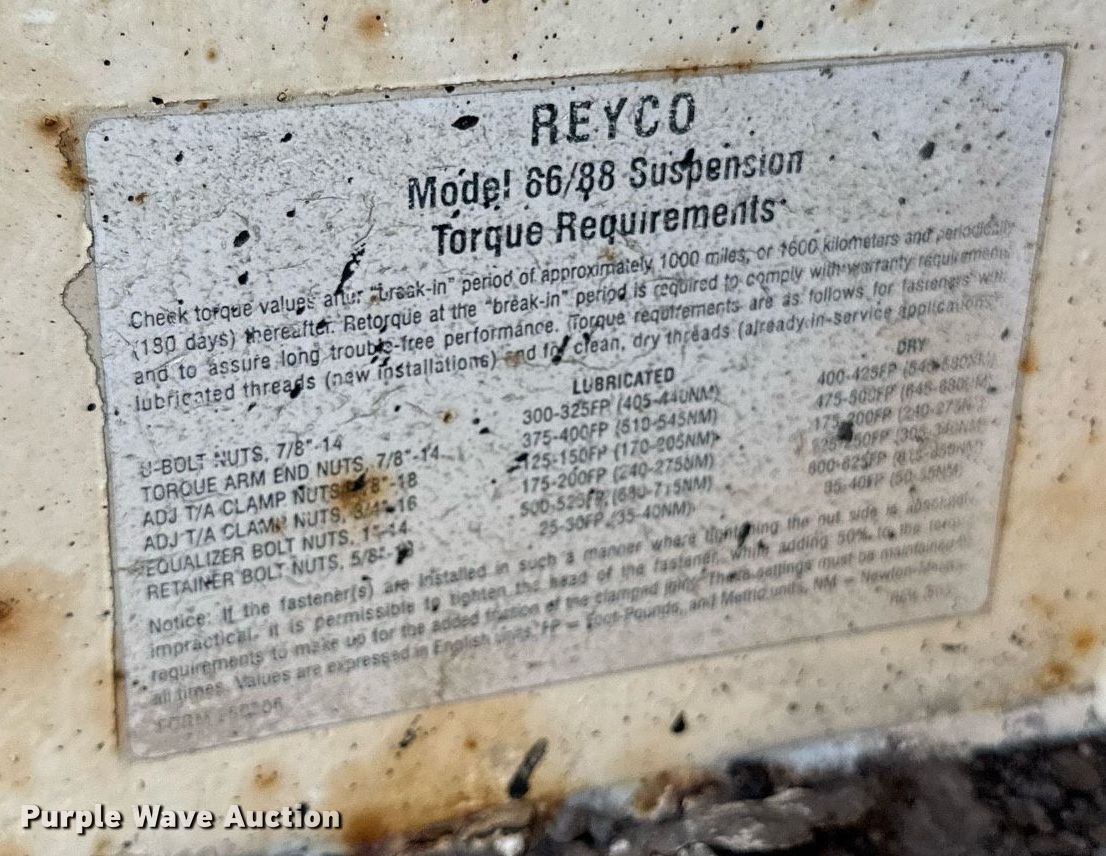 REYCO
Model 86/88 Suspension
Torque Requirements
Check torque values after "break-in" period of approximately 1000 miles, or 1600 kilometers and periodically
(180 days) thereafter. Retorque at the "break-in" period is required to comply with warranty requirements
and to assure long trouble-free performance. Torque requirements are as follows for fasteners with
lubricated threads (new installations) and for clean, dry threads (already-in-service applications)
LUBRICATED DRY
U-BOLT NUTS, 7/8"-14 300-325FP (405-440NM) 400-425FP
TORQUE ARM END NUTS, 7/8"-14 375-400FP (510-545NM) 475-500FP
ADJ T/A CLAMP NUTS -18 125-150FP (170-205NM) 175-200FP (240-275NM)
ADJ T/A CLAMP NUTS, 3/4"-16 175-200FP (240-275NM)
EQUALIZER BOLT NUTS, 1"-14 500-525FP (680-715NM) 600-625FP
RETAINER BOLT NUTS, 5/8"-18 25-30FP (35-40NM) 35-40FP (50-55NM)
Notice: If the fastener(s) are installed in such a manner where tightening the nut side is absolutely
impractical, it is permissible to tighten the head of the fastener, while adding 50% to the torque
requirements to make up for the added friction of the clamped joint. These settings must be maintained at
all times. Values are expressed in English units, FP = Foot-Pounds, and Metric units, NM = Newton-Meters
FORM
Purple Wave Auction